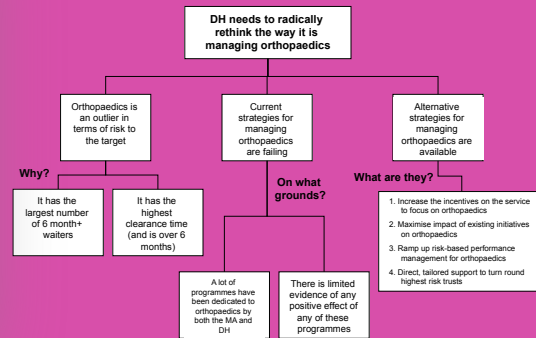 DH needs to radically
rethink the way it is
managing orthopaedics
Orthopaedics is
an outlier in
terms of risk to
the target
Current
strategies for
managing
orthopaedics
are failing
Alternative
strategies for
managing
orthopaedics are
available
Why?
What are they?
On what
grounds?
It has the
largest number
of 6 month+
waiters
It has the
highest
clearance time
(and is over 6
months)
1. Increase the incentives on the service
to focus on orthopaedics
2. Maximise impact of existing initiatives
on orthopaedics
3. Ramp up risk-based performance
management for orthopaedics
4. Direct, tailored support to turn round
highest risk trusts
A lot of
programmes have
been dedicated to
orthopaedics by
both the MA and
DH
There is limited
evidence of any
positive effect of
any of these
programmes